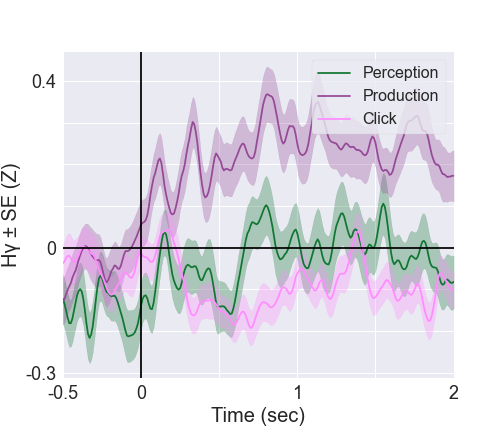 Perception
Production
Click
0.4
0
-0.3
Hγ ± SE (Z)
-0.5
0
1
2
Time (sec)